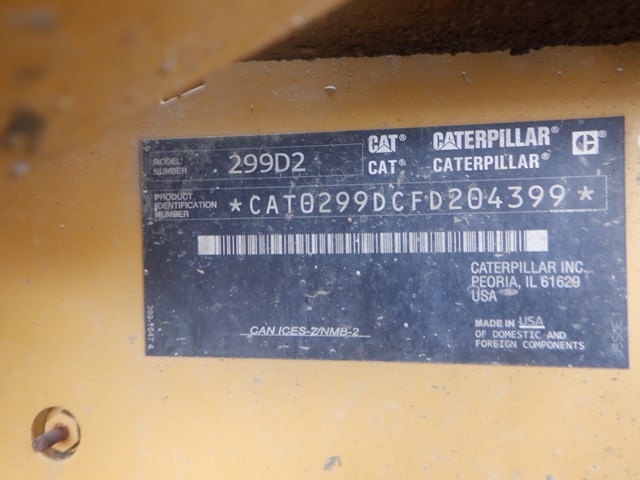 MODEL NUMBER 299D2
CAT® CATERPILLAR®
CAT® CATERPILLAR®
PRODUCT IDENTIFICATION NUMBER *CAT0299DCFD204399*
CATERPILLAR INC.
PEORIA, IL 61629
USA
CAN ICES-2/NMB-2
MADE IN USA
OF DOMESTIC AND
FOREIGN COMPONENTS